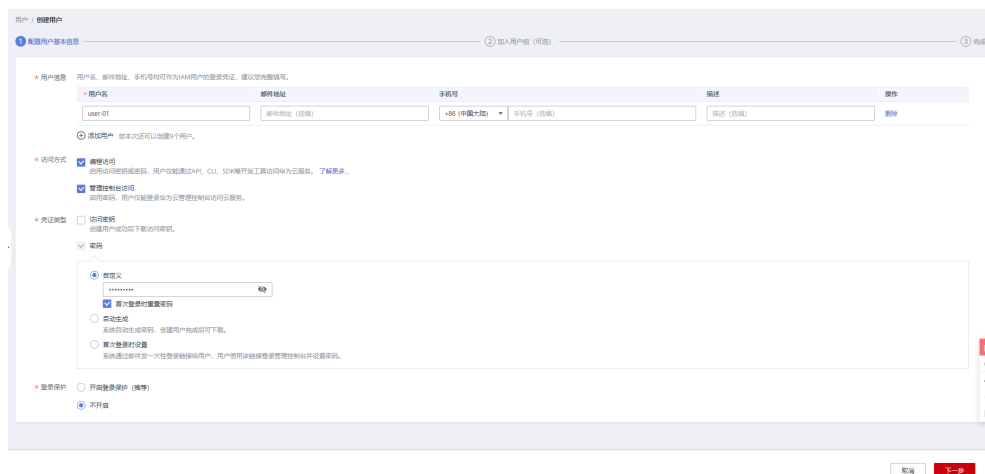 用户 / 创建用户
1 配置用户基本信息
2 加入用户组（可选）
3 完成
* 用户信息 用户名、邮件地址、手机号均可作为IAM用户的登录凭证，建议您完整填写。
* 用户名 邮件地址 手机号 描述 操作
user-01 邮件地址（选填） +86 (中国大陆) 手机号（选填） 描述（选填） 删除
添加用户 您本次还可以创建9个用户。
* 访问方式 编程访问
启用访问密钥或密码，用户仅能通过API、CLI、SDK等开发工具访问华为云服务。 了解更多...
管理控制台访问
启用密码，用户仅能登录华为云管理控制台访问云服务。
* 凭证类型 访问密钥
创建用户成功后下载访问密钥。
密码
自定义
•••••••••
首次登录时重置密码
自动生成
系统自动生成密码，创建用户完成后可下载。
首次登录时设置
系统通过邮件发一次性登录链接给用户，用户使用该链接登录管理控制台并设置密码。
* 登录保护 开启登录保护（推荐）
不开启
取消 下一步